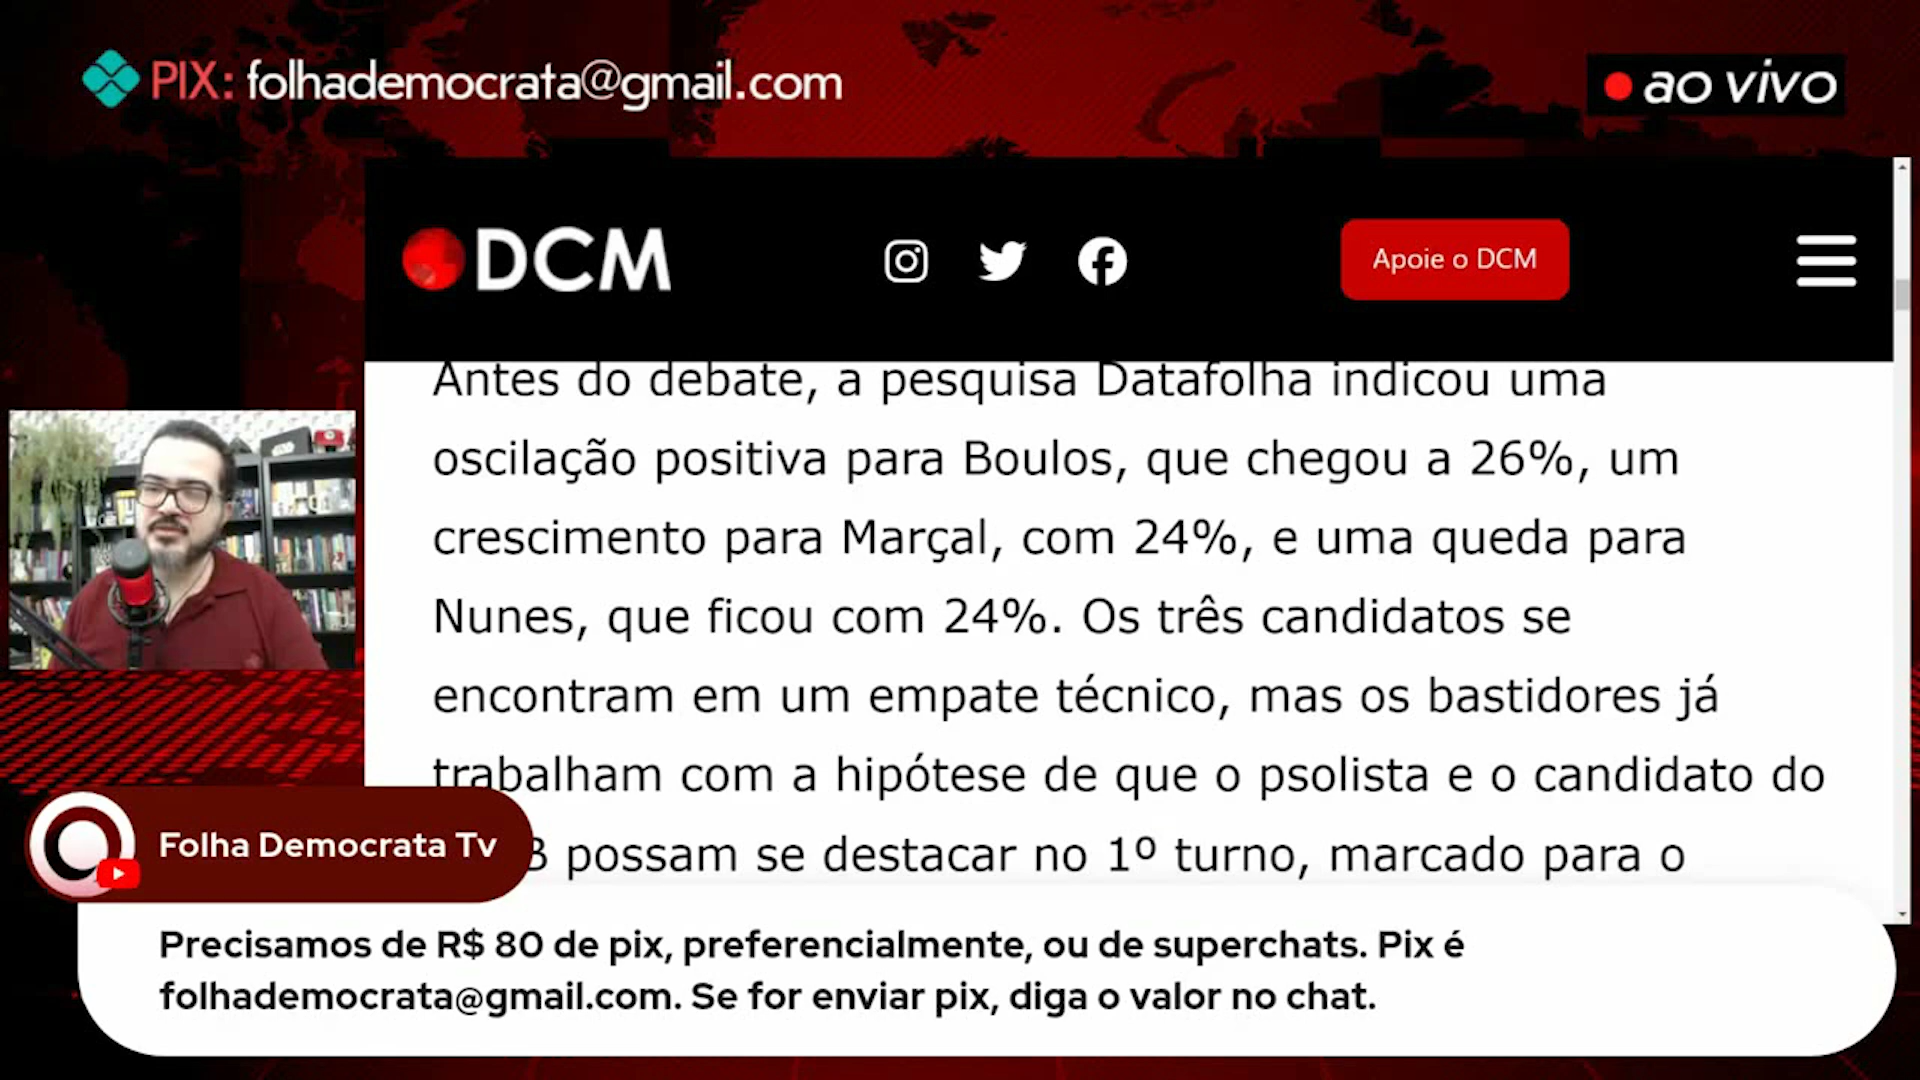 PIX: folhademocrata@gmail.com
ao vivo
DCM
Apoie o DCM
Antes do debate, a pesquisa Datafolha indicou uma
oscilação positiva para Boulos, que chegou a 26%, um
crescimento para Marçal, com 24%, e uma queda para
Nunes, que ficou com 24%. Os três candidatos se
encontram em um empate técnico, mas os bastidores já
trabalham com a hipótese de que o psolista e o candidato do
possam se destacar no 1º turno, marcado para o
Folha Democrata Tv
Precisamos de R$ 80 de pix, preferencialmente, ou de superchats. Pix é
folhademocrata@gmail.com. Se for enviar pix, diga o valor no chat.